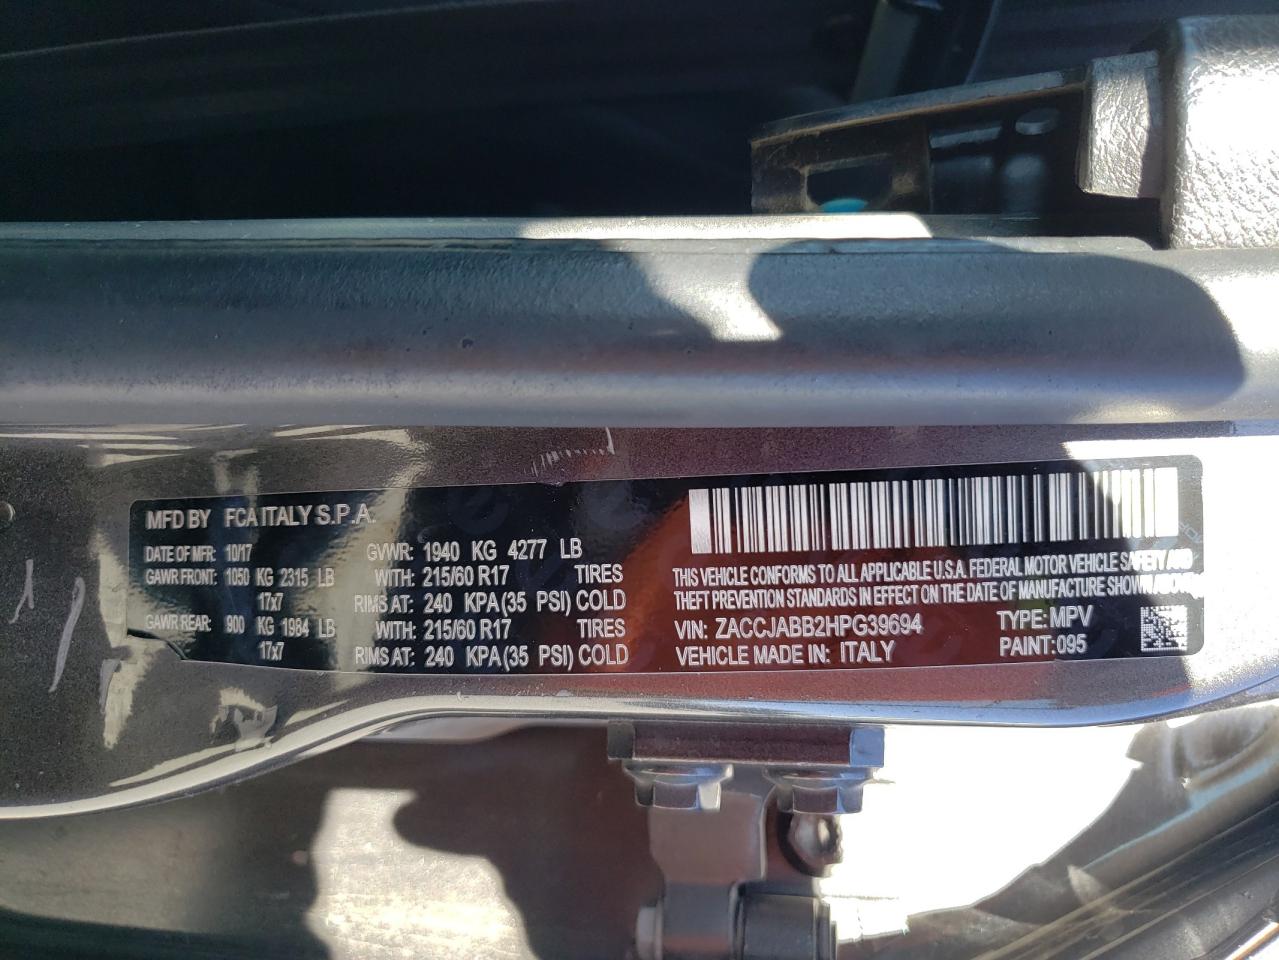 MFD BY FCA ITALY S.P.A.
DATE OF MFR: 10/17 GVWR: 1940 KG 4277 LB
GAWR FRONT: 1050 KG 2315 LB WITH: 215/60 R17 TIRES
17x7 RIMS AT: 240 KPA(35 PSI) COLD
GAWR REAR: 900 KG 1984 LB WITH: 215/60 R17 TIRES
17x7 RIMS AT: 240 KPA(35 PSI) COLD
THIS VEHICLE CONFORMS TO ALL APPLICABLE U.S.A. FEDERAL MOTOR VEHICLE SAFETY AND
THEFT PREVENTION STANDARDS IN EFFECT ON THE DATE OF MANUFACTURE SHOWN ABOVE
VIN: ZACCJABB2HPG39694 TYPE: MPV
VEHICLE MADE IN: ITALY PAINT:095